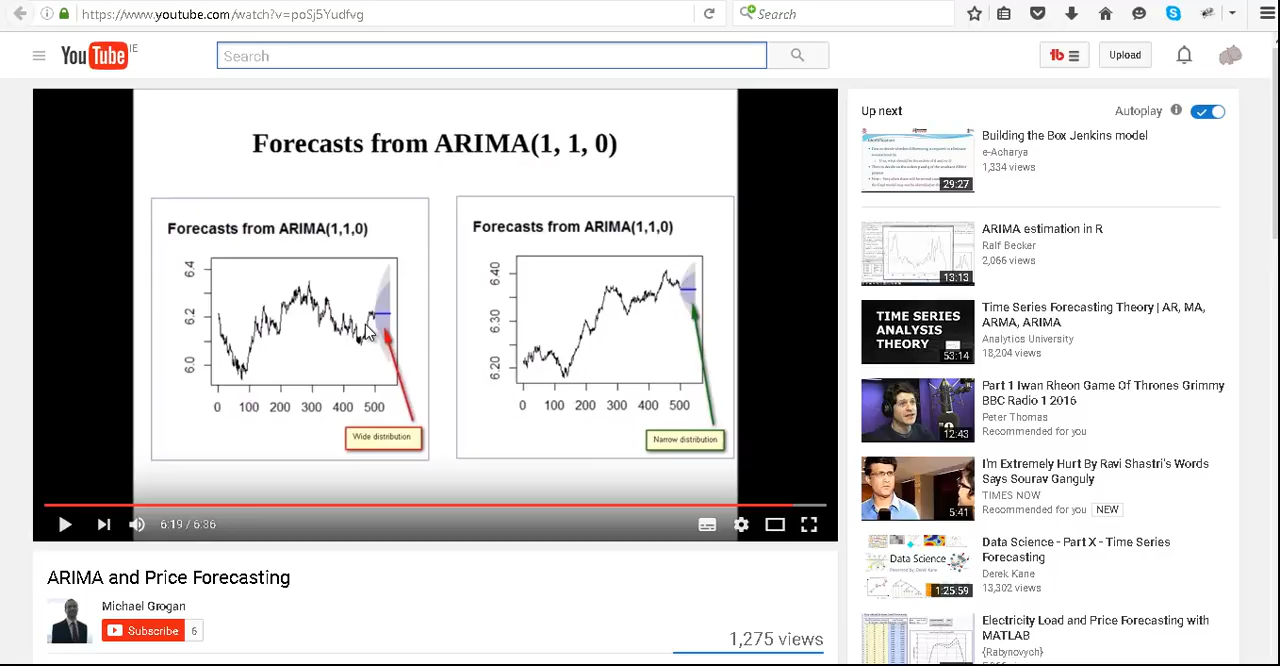 https://www.youtube.com/watch?v=poSj5Yudfvg
Search
YouTube IE
Search
Upload
Forecasts from ARIMA(1, 1, 0)
Forecasts from ARIMA(1,1,0)
6.4
6.2
6.0
0 100 200 300 400 500
Wide distribution
Forecasts from ARIMA(1,1,0)
6.40
6.30
6.20
0 100 200 300 400 500
Narrow distribution
6:19 / 6:36
ARIMA and Price Forecasting
Michael Grogan
Subscribe 6
1,275 views
Up next
Autoplay
29:27
Building the Box Jenkins model
e-Acharya
1,334 views
13:13
ARIMA estimation in R
Ralf Becker
2,066 views
TIME SERIES
ANALYSIS
THEORY
53:14
Time Series Forecasting Theory | AR, MA,
ARMA, ARIMA
Analytics University
18,204 views
12:43
Part 1 Iwan Rheon Game Of Thrones Grimmy
BBC Radio 1 2016
Peter Thomas
Recommended for you
5:41
I'm Extremely Hurt By Ravi Shastri's Words
Says Sourav Ganguly
TIMES NOW
Recommended for you NEW
Data Science
1:25:59
Data Science - Part X - Time Series
Forecasting
Derek Kane
13,302 views
Electricity Load and Price Forecasting with
MATLAB
{Rabynovych}